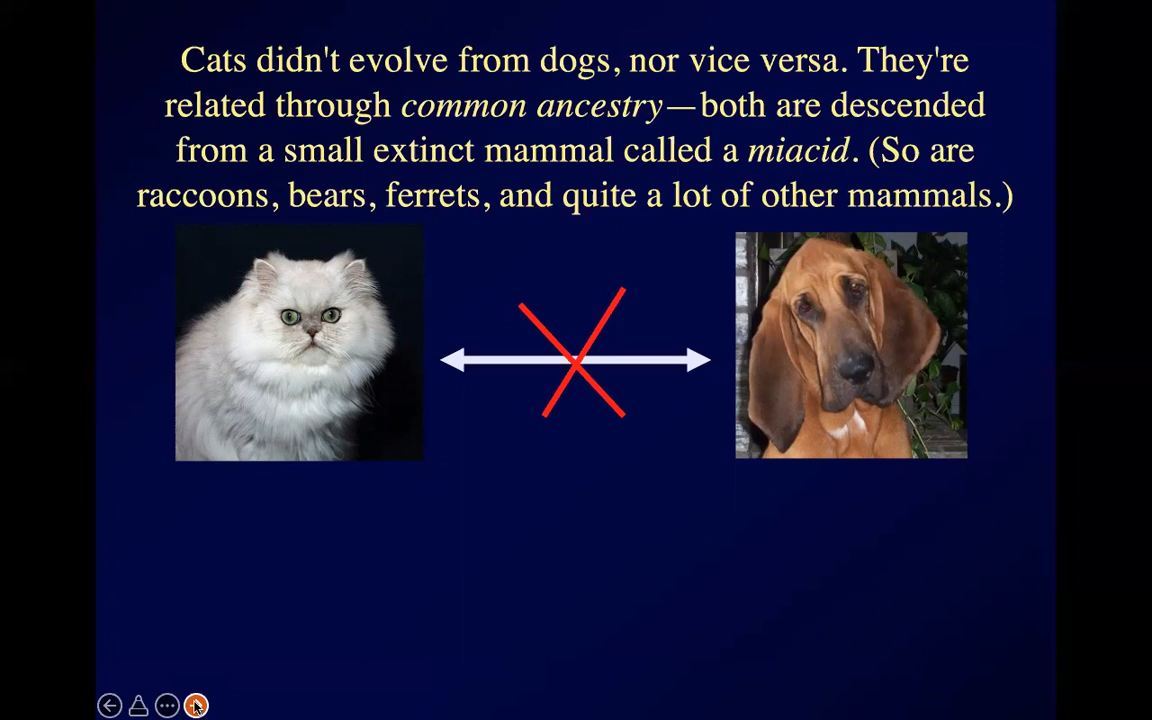 Cats didn't evolve from dogs, nor vice versa. They're
related through common ancestry—both are descended
from a small extinct mammal called a miacid. (So are
raccoons, bears, ferrets, and quite a lot of other mammals.)